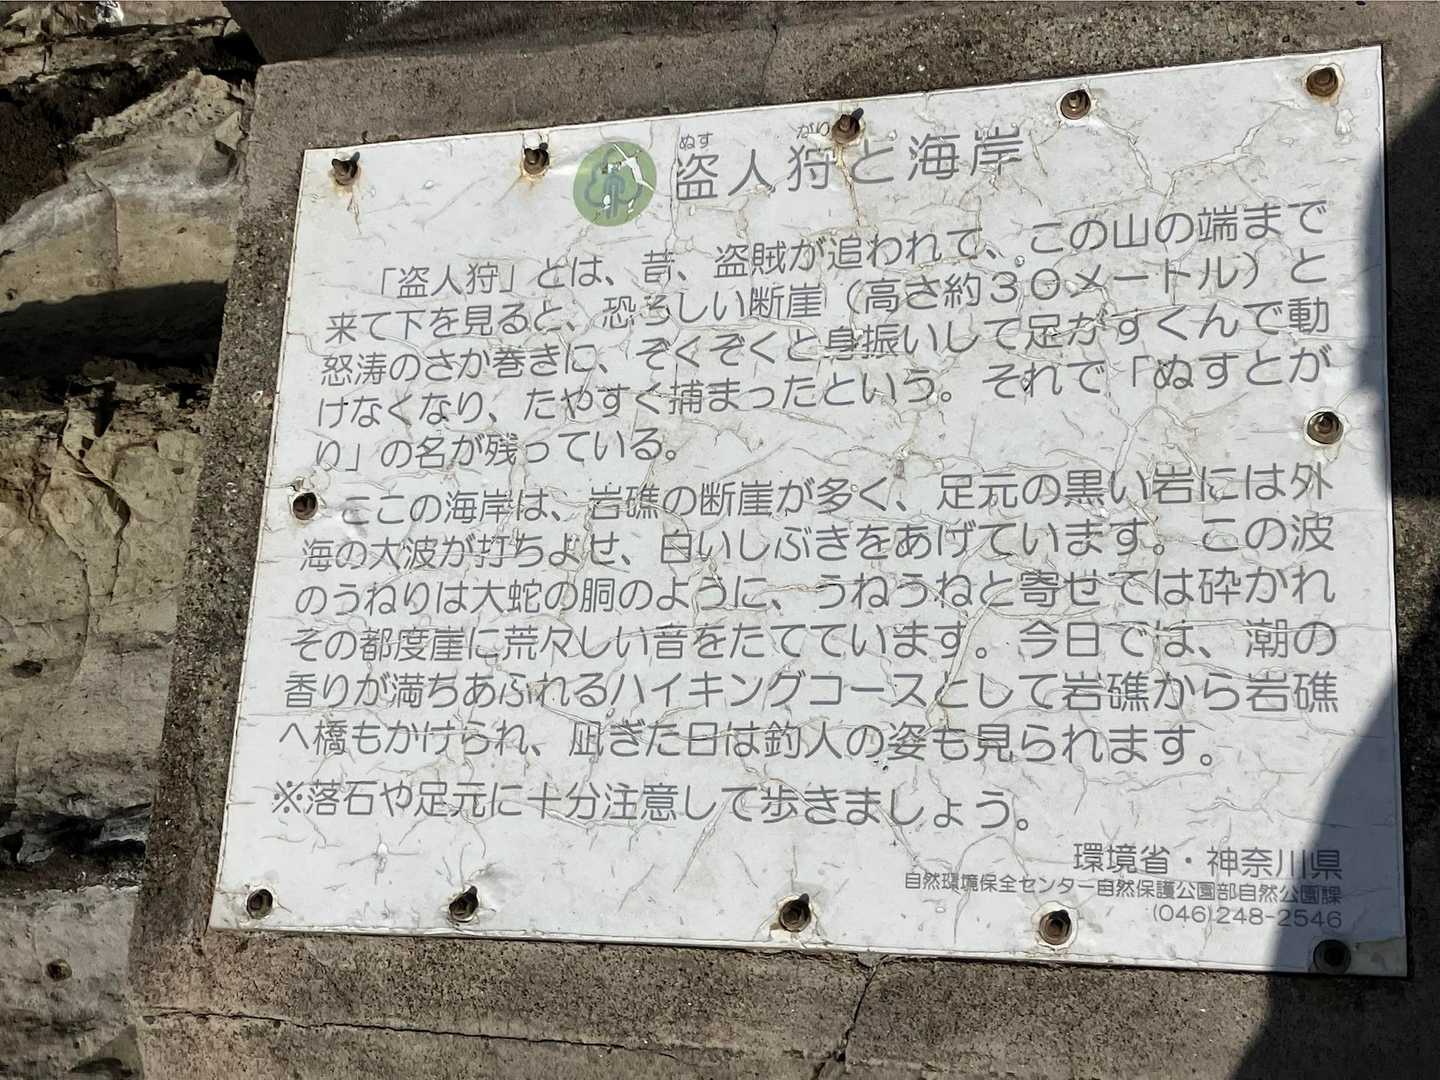 盗人狩と海岸
「盗人狩」とは、昔、盗賊が追われて、この山の端まで
来て下を見ると、恐ろしい断崖（高さ約３０メートル）と
怒涛のさか巻きに、ぞくぞくと身振いして足がすくんで動
けなくなり、たやすく捕まったという。それで「ぬすとが
り」の名が残っている。
ここの海岸は、岩礁の断崖が多く、足元の黒い岩には外
海の大波が打ちよせ、白いしぶきをあげています。この波
のうねりは大蛇の胴のように、うねうねと寄せては砕かれ
その都度崖に荒々しい音をたてています。今日では、潮の
香りが満ちあふれるハイキングコースとして岩礁から岩礁
へ橋もかけられ、凪ぎた日は釣人の姿も見られます。
※落石や足元に十分注意して歩きましょう。
環境省・神奈川県
自然環境保全センター自然保護公園部自然公園課
(046)248-2546